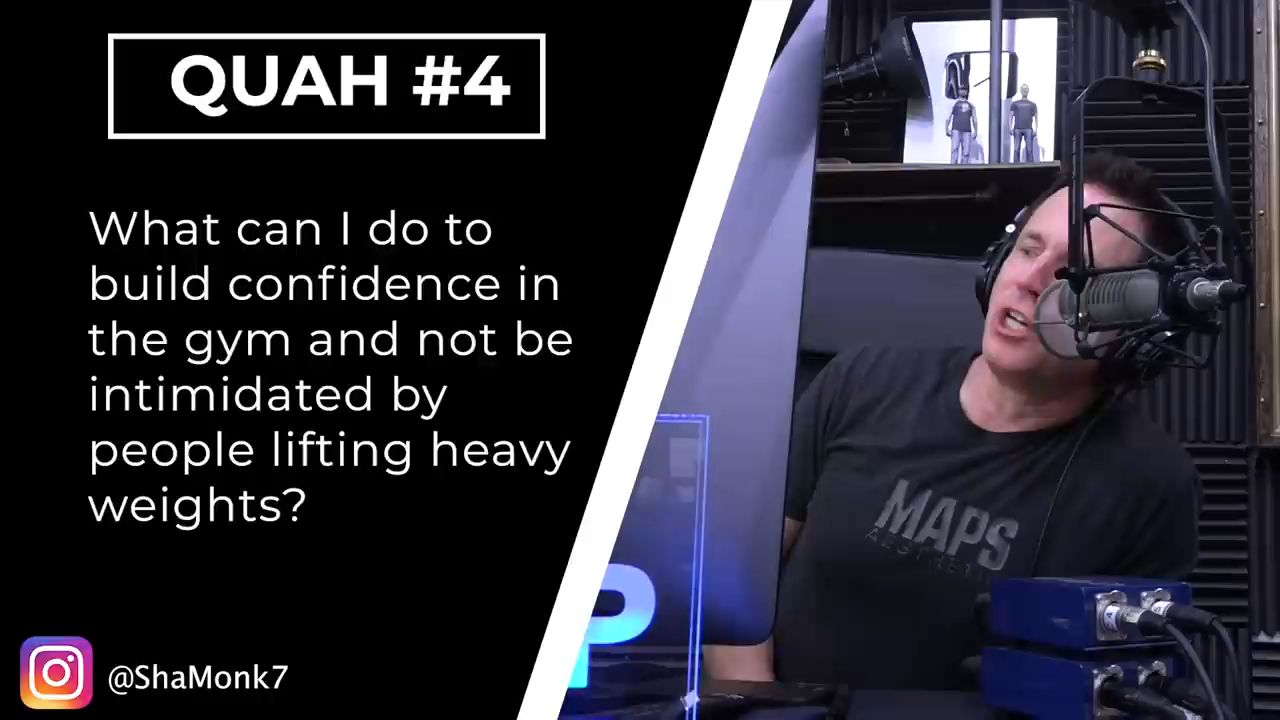 QUAH #4
What can I do to
build confidence in
the gym and not be
intimidated by
people lifting heavy
weights?
@ShaMonk7
MAPS
AESTHETIC
P